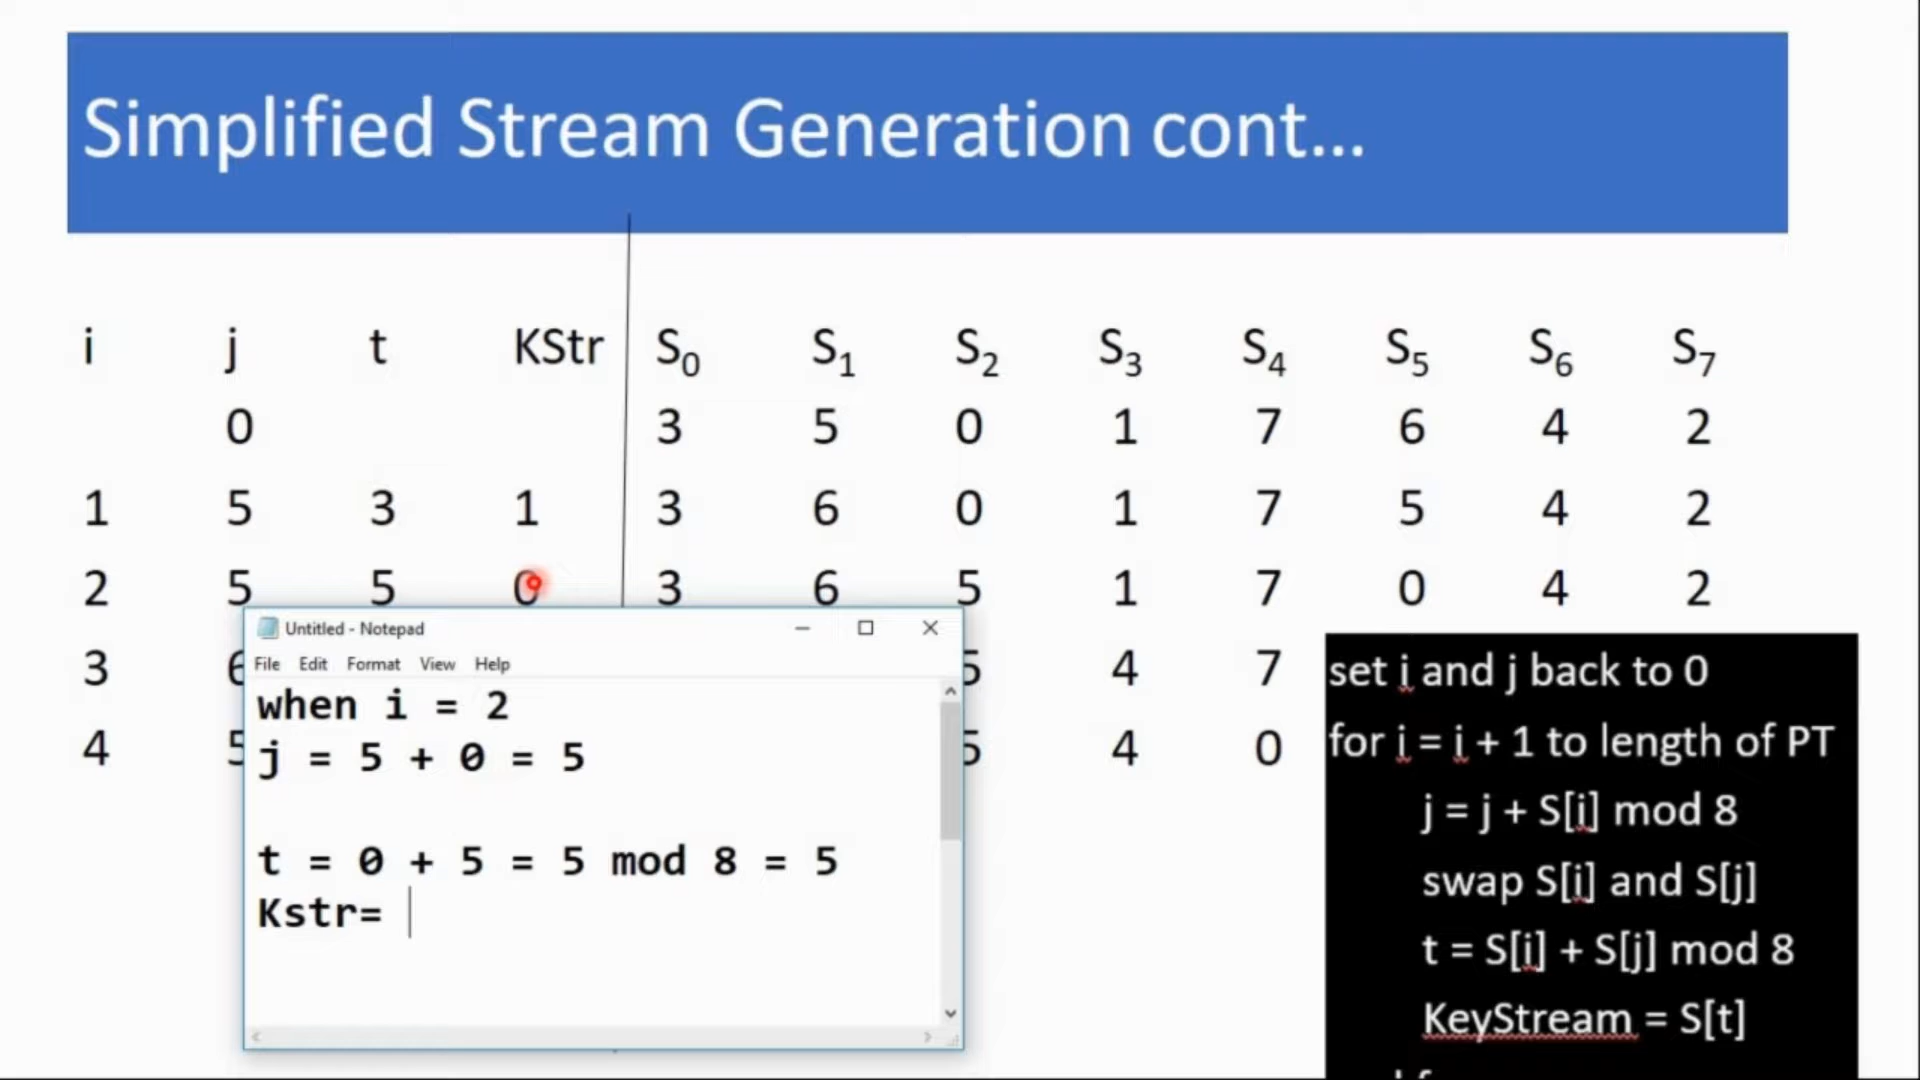 Simplified Stream Generation cont...
i j t KStr S0 S1 S2 S3 S4 S5 S6 S7
0 3 5 0 1 7 6 4 2
1 5 3 1 3 6 0 1 7 5 4 2
2 5 5 0 3 6 5 1 7 0 4 2
3 6 5 4 7
4 5 5 4 0
Untitled - Notepad
File Edit Format View Help
when i = 2
j = 5 + 0 = 5
t = 0 + 5 = 5 mod 8 = 5
Kstr=
set i and j back to 0
for i = i + 1 to length of PT
j = j + S[i] mod 8
swap S[i] and S[j]
t = S[i] + S[j] mod 8
KeyStream = S[t]